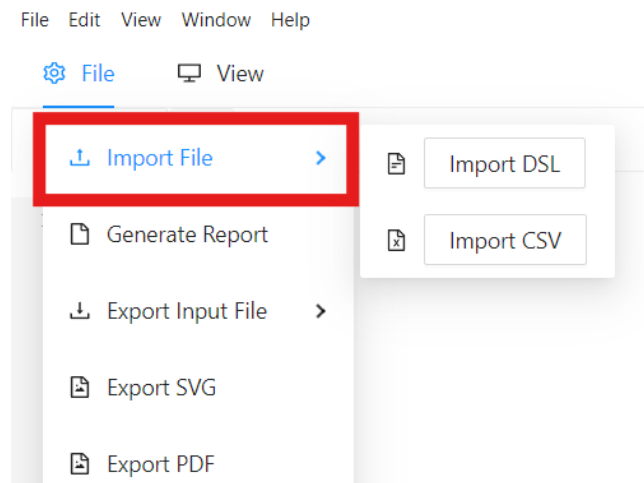 File Edit View Window Help
File View
Import File
Import DSL
Generate Report
Import CSV
Export Input File
Export SVG
Export PDF